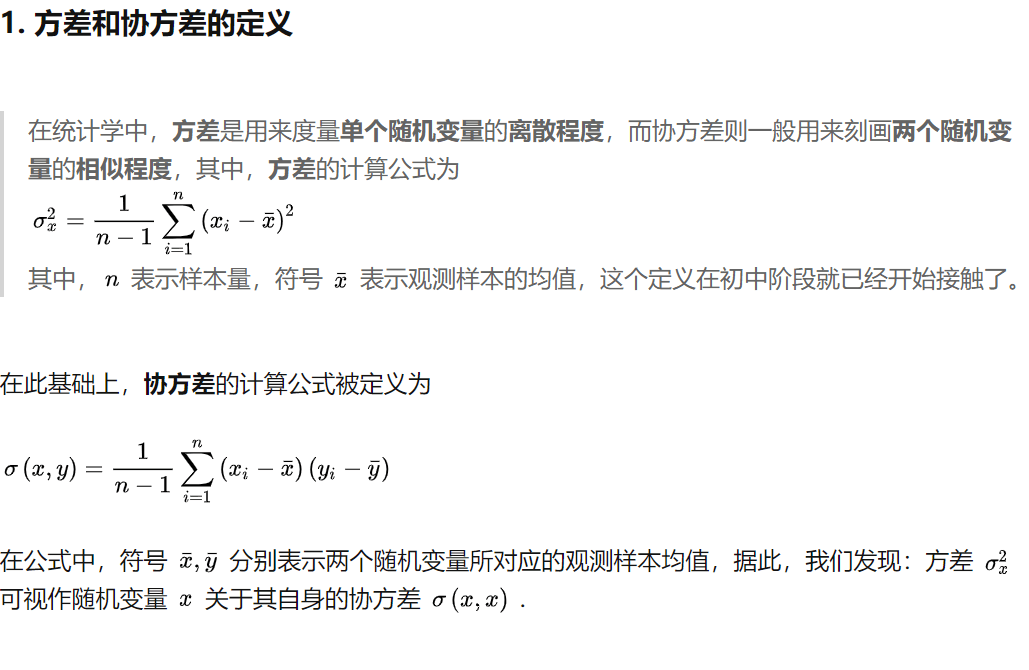 1. 方差和协方差的定义
在统计学中，方差是用来度量单个随机变量的离散程度，而协方差则一般用来刻画两个随机变
量的相似程度，其中，方差的计算公式为
σ_x^2 = \frac{1}{n-1} \sum_{i=1}^{n} (x_i - \bar{x})^2
其中， n 表示样本量，符号 \bar{x} 表示观测样本的均值，这个定义在初中阶段就已经开始接触了。
在此基础上，协方差的计算公式被定义为
σ(x, y) = \frac{1}{n-1} \sum_{i=1}^{n} (x_i - \bar{x})(y_i - \bar{y})
在公式中，符号 \bar{x}, \bar{y} 分别表示两个随机变量所对应的观测样本均值，据此，我们发现：方差 σ_x^2
可视作随机变量 x 关于其自身的协方差 σ(x, x) .